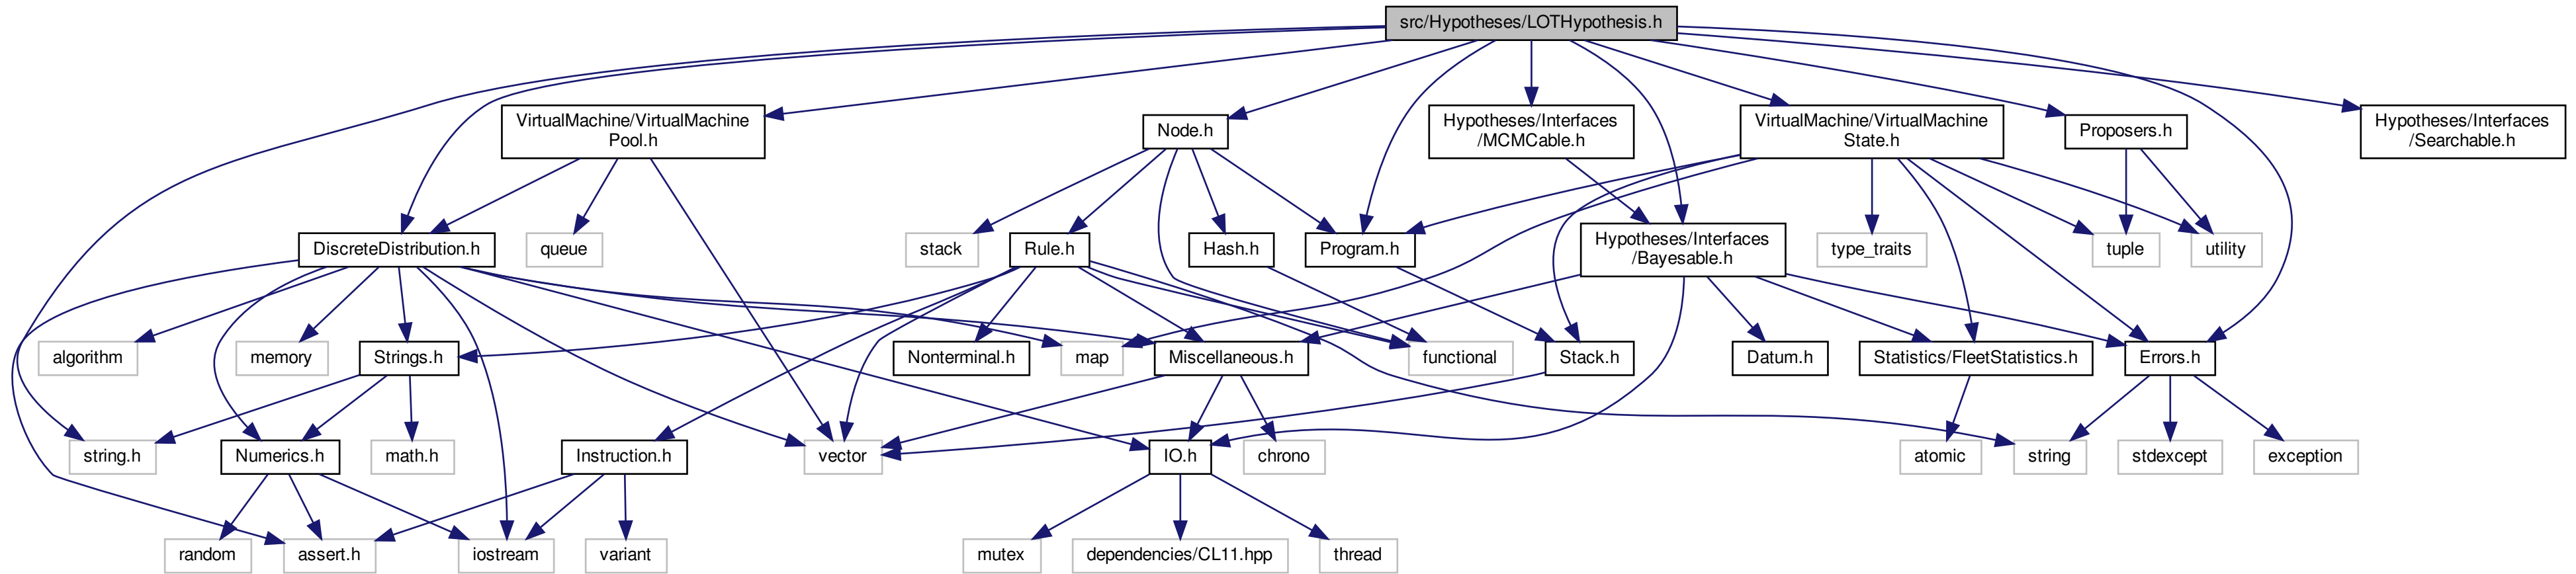 src/Hypotheses/LOTHypothesis.h
VirtualMachine/VirtualMachine
Pool.h
Node.h
Hypotheses/Interfaces
/MCMCable.h
VirtualMachine/VirtualMachine
State.h
Proposers.h
Hypotheses/Interfaces
/Searchable.h
DiscreteDistribution.h
queue
stack
Rule.h
Hash.h
Program.h
Hypotheses/Interfaces
/Bayesable.h
type_traits
tuple
utility
algorithm
memory
Strings.h
Nonterminal.h
map
Miscellaneous.h
functional
Stack.h
Datum.h
Statistics/FleetStatistics.h
Errors.h
string.h
Numerics.h
math.h
Instruction.h
vector
IO.h
chrono
atomic
string
stdexcept
exception
random
assert.h
iostream
variant
mutex
dependencies/CL11.hpp
thread